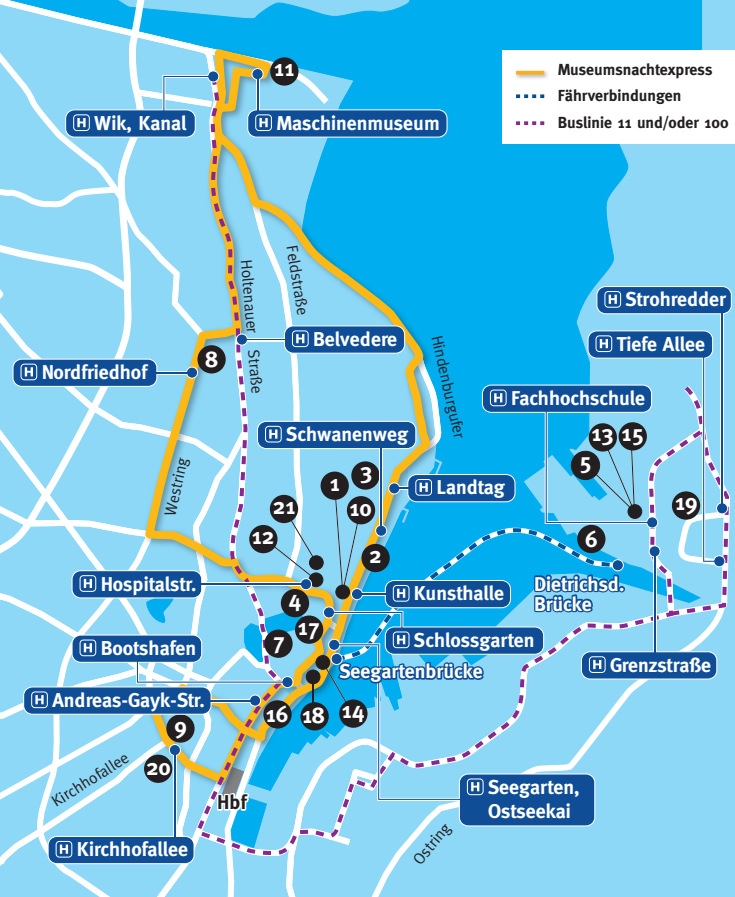 Museumsnachtexpress
Fährverbindungen
Buslinie 11 und/oder 100
11
H Wik, Kanal
H Maschinenmuseum
Feldstraße
Holtenauer
Straße
Hindenburgufer
H Strohredder
H Belvedere
H Tiefe Allee
8
H Nordfriedhof
H Fachhochschule
H Schwanenweg
13
15
5
3
1
10
H Landtag
Westring
21
12
19
2
6
H Hospitalstr.
Dietrichsd.
Brücke
H Kunsthalle
4
17
H Schlossgarten
7
H Bootshafen
Seegartenbrücke
H Grenzstraße
H Andreas-Gayk-Str.
16
18
14
9
20
Kirchhofallee
Hbf
H Seegarten,
Ostseekai
H Kirchhofallee
Ostring